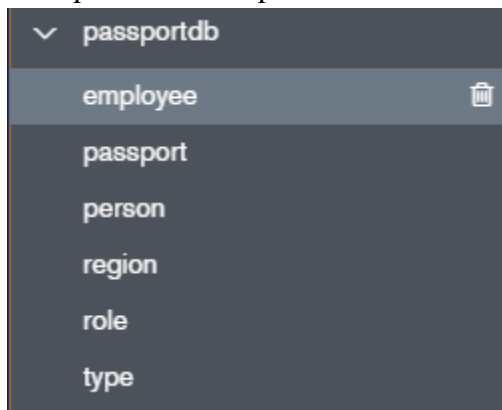 passportdb
employee
passport
person
region
role
type